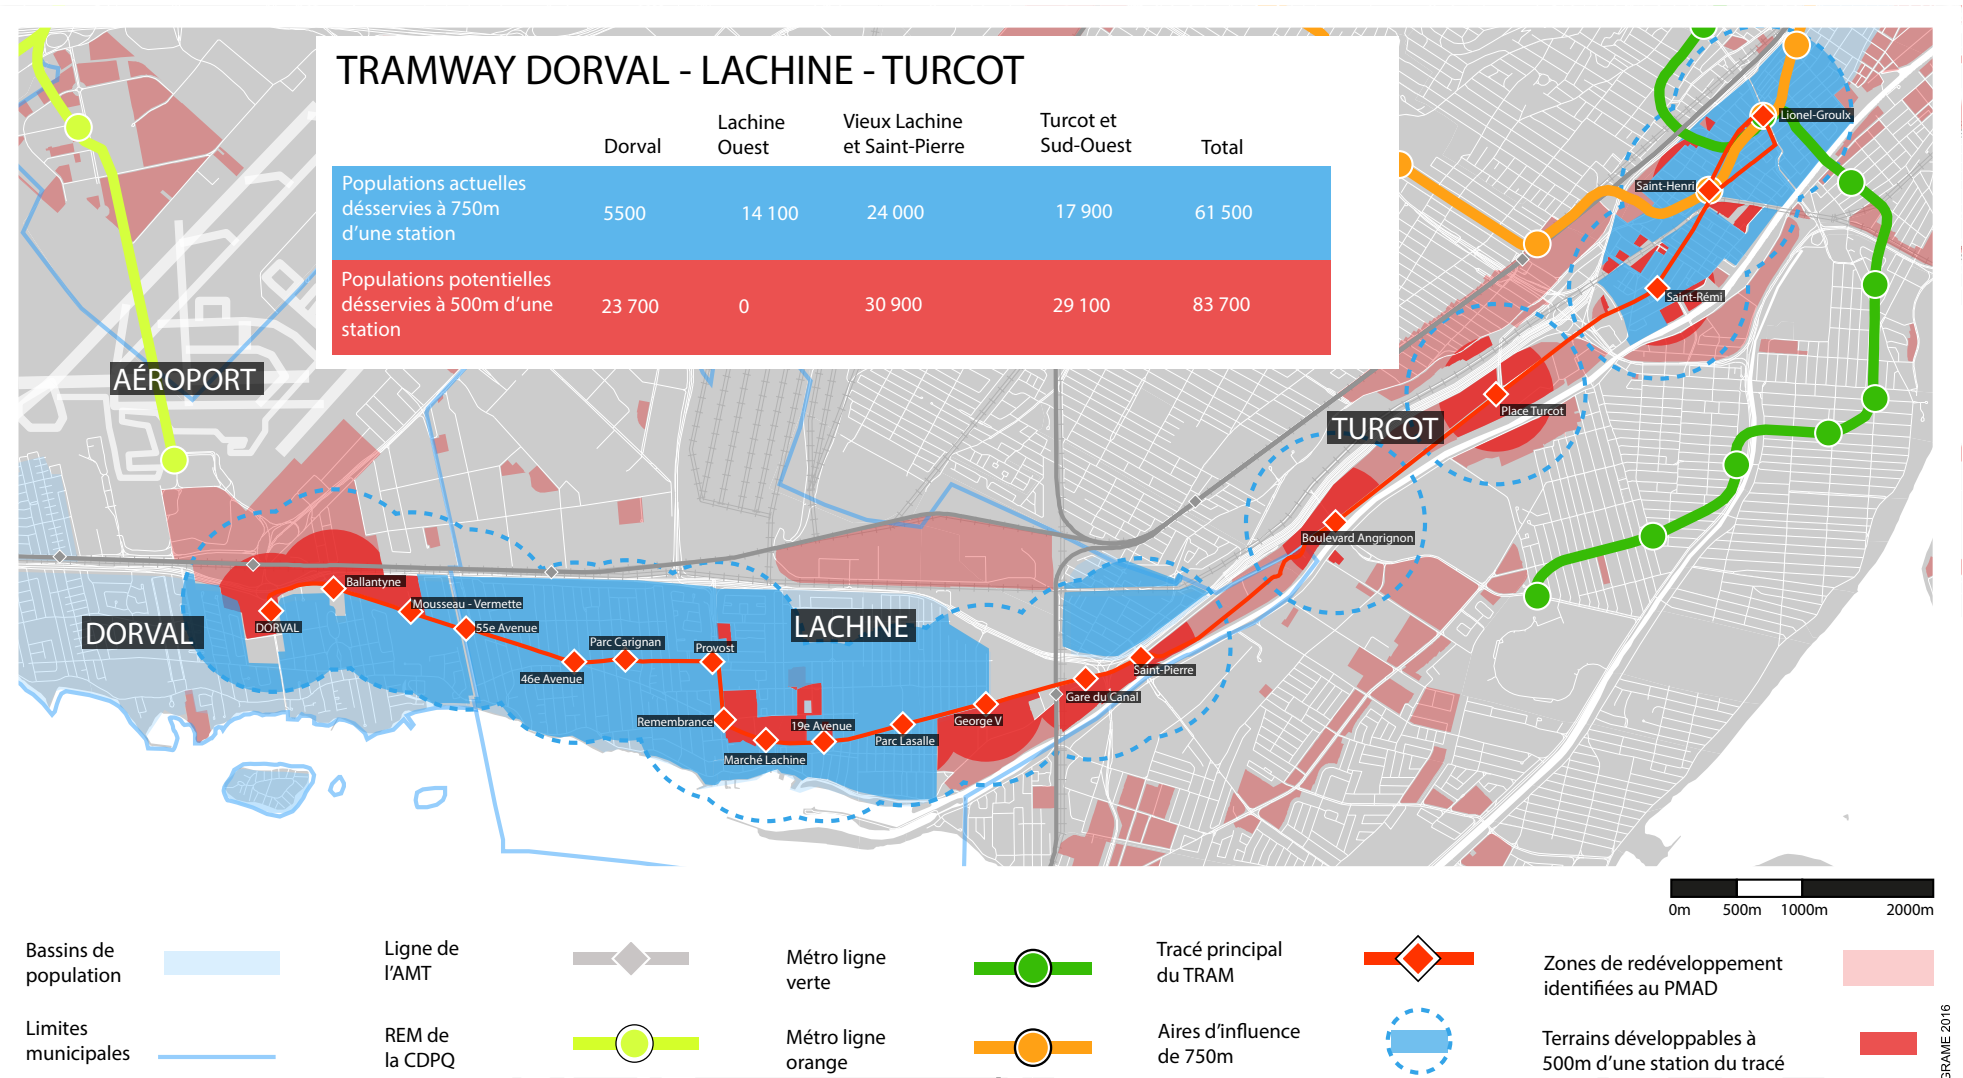 TRAMWAY DORVAL - LACHINE - TURCOT
Dorval
Lachine
Ouest
Vieux Lachine
et Saint-Pierre
Turcot et
Sud-Ouest
Total
Populations actuelles
désservies à 750m
d'une station
5500
14 100
24 000
17 900
61 500
Populations potentielles
désservies à 500m d'une
station
23 700
0
30 900
29 100
83 700
Lionel-Groulx
Saint-Henri
Saint-Rémi
AÉROPORT
Place Turcot
TURCOT
Boulevard Angrignon
Ballantyne
Mousseau - Vermette
DORVAL
DORVAL
55e Avenue
LACHINE
Parc Carignan
Provost
46e Avenue
Saint-Pierre
Gare du Canal
Remembrance
19e Avenue
George V
Parc Lasalle
Marché Lachine
0m
500m
1000m
2000m
Bassins de
population
Limites
municipales
Ligne de
l'AMT
REM de
la CDPQ
Métro ligne
verte
Métro ligne
orange
Tracé principal
du TRAM
Aires d'influence
de 750m
Zones de redéveloppement
identifiées au PMAD
Terrains développables à
500m d'une station du tracé
GRAME 2016